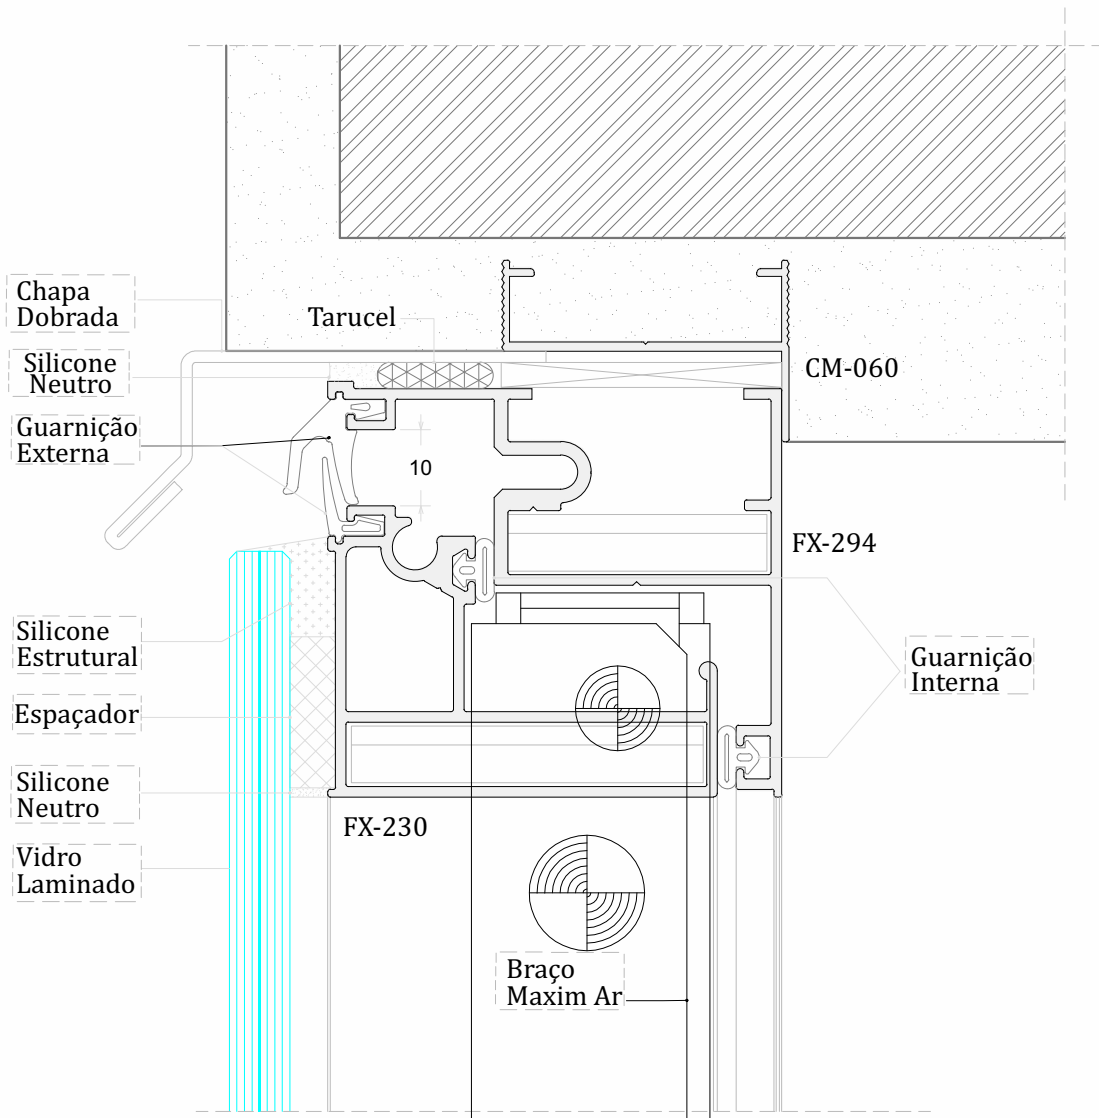 Chapa
Dobrada
Tarucel
Silicone
Neutro
CM-060
Guarnição
Externa
10
FX-294
Silicone
Estrutural
Guarnição
Interna
Espaçador
Silicone
Neutro
FX-230
Vidro
Laminado
Braço
Maxim Ar